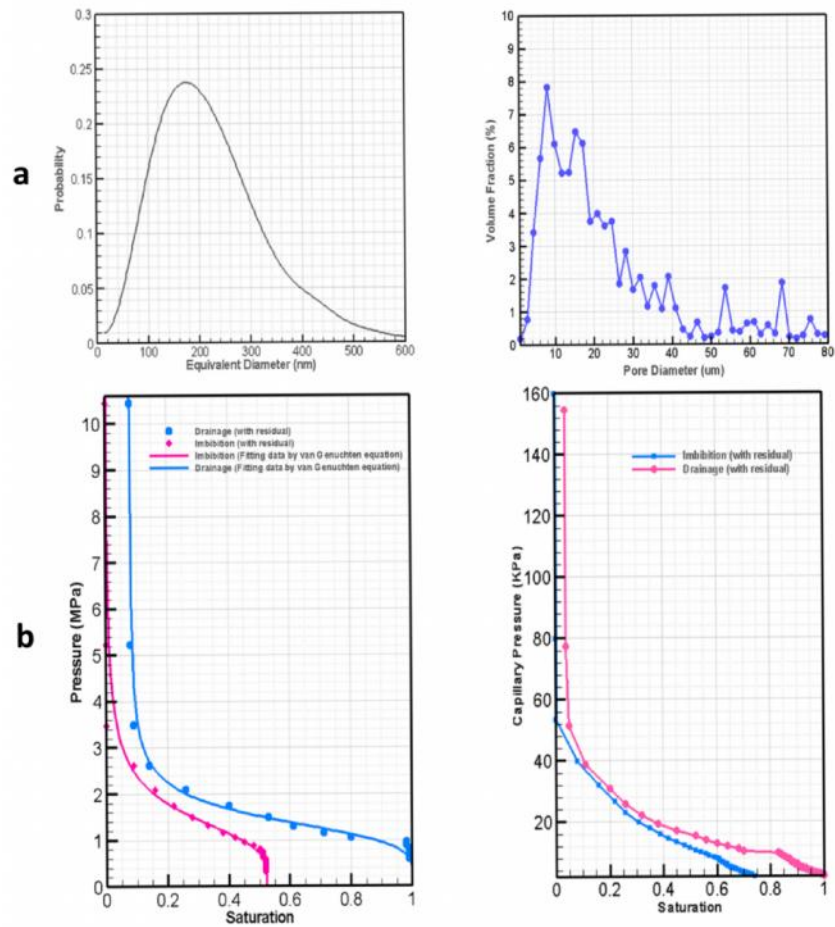 a
0.3
0.25
0.2
0.15
0.1
0.05
0
Probability
0 100 200 300 400 500 600
Equivalent Diameter (nm)
10
9
8
7
6
5
4
3
2
1
0
Volume Fraction (%)
10 20 30 40 50 60 70 80
Pore Diameter (um)
b
10
9
8
7
6
5
4
3
2
1
0
Pressure (MPa)
Drainage (with residual)
Imbibition (with residual)
Imbibition (Fitting data by van Genuchten equation)
Drainage (Fitting data by van Genuchten equation)
0 0.2 0.4 0.6 0.8 1
Saturation
160
140
120
100
80
60
40
20
Capillary Pressure (KPa)
Imbibition (with residual)
Drainage (with residual)
0 0.2 0.4 0.6 0.8 1
Saturation